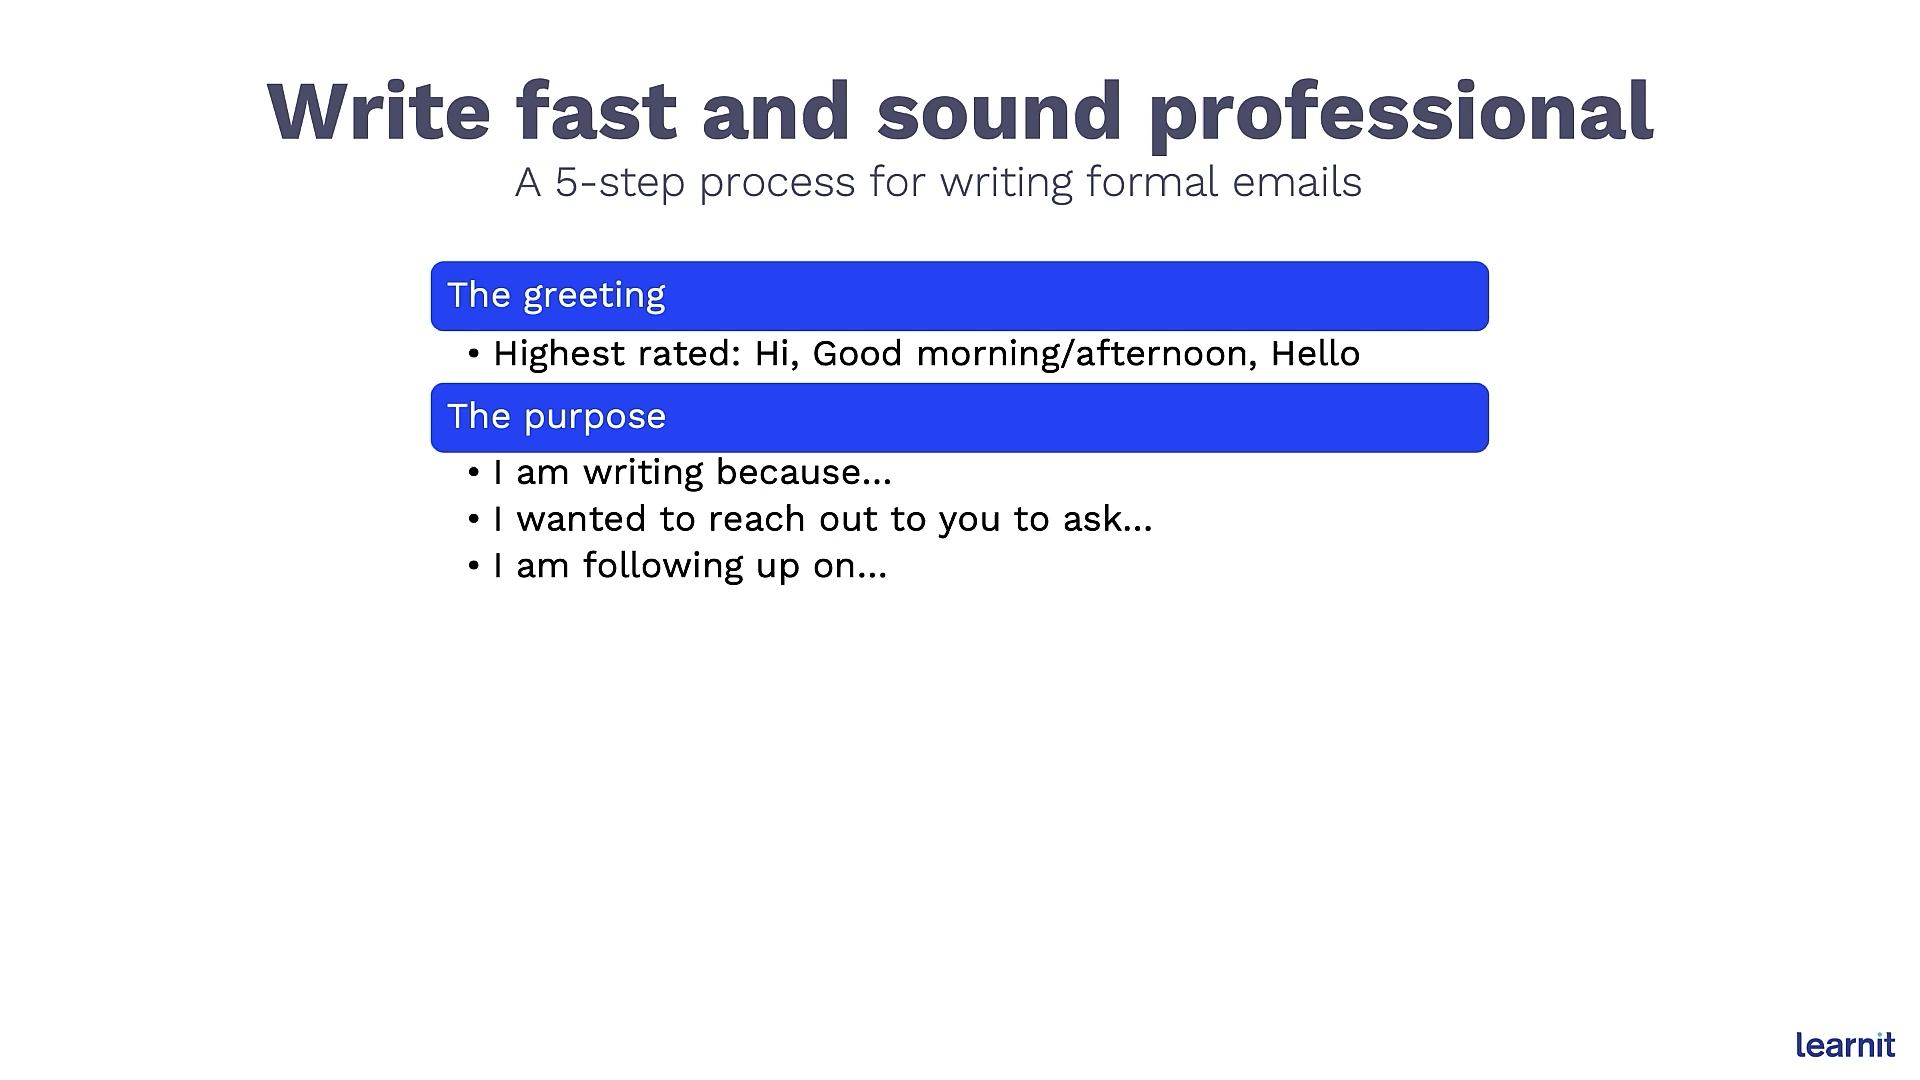 Write fast and sound professional
A 5-step process for writing formal emails
The greeting
• Highest rated: Hi, Good morning/afternoon, Hello
The purpose
• I am writing because...
• I wanted to reach out to you to ask...
• I am following up on...
learnit